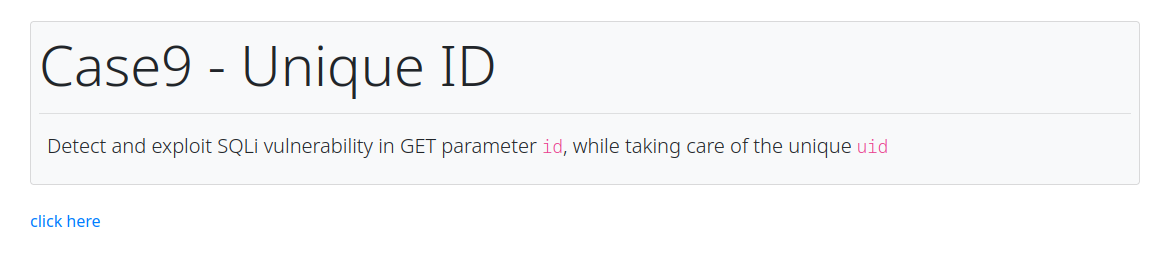 Case9 - Unique ID
Detect and exploit SQLi vulnerability in GET parameter id, while taking care of the unique uid
click here